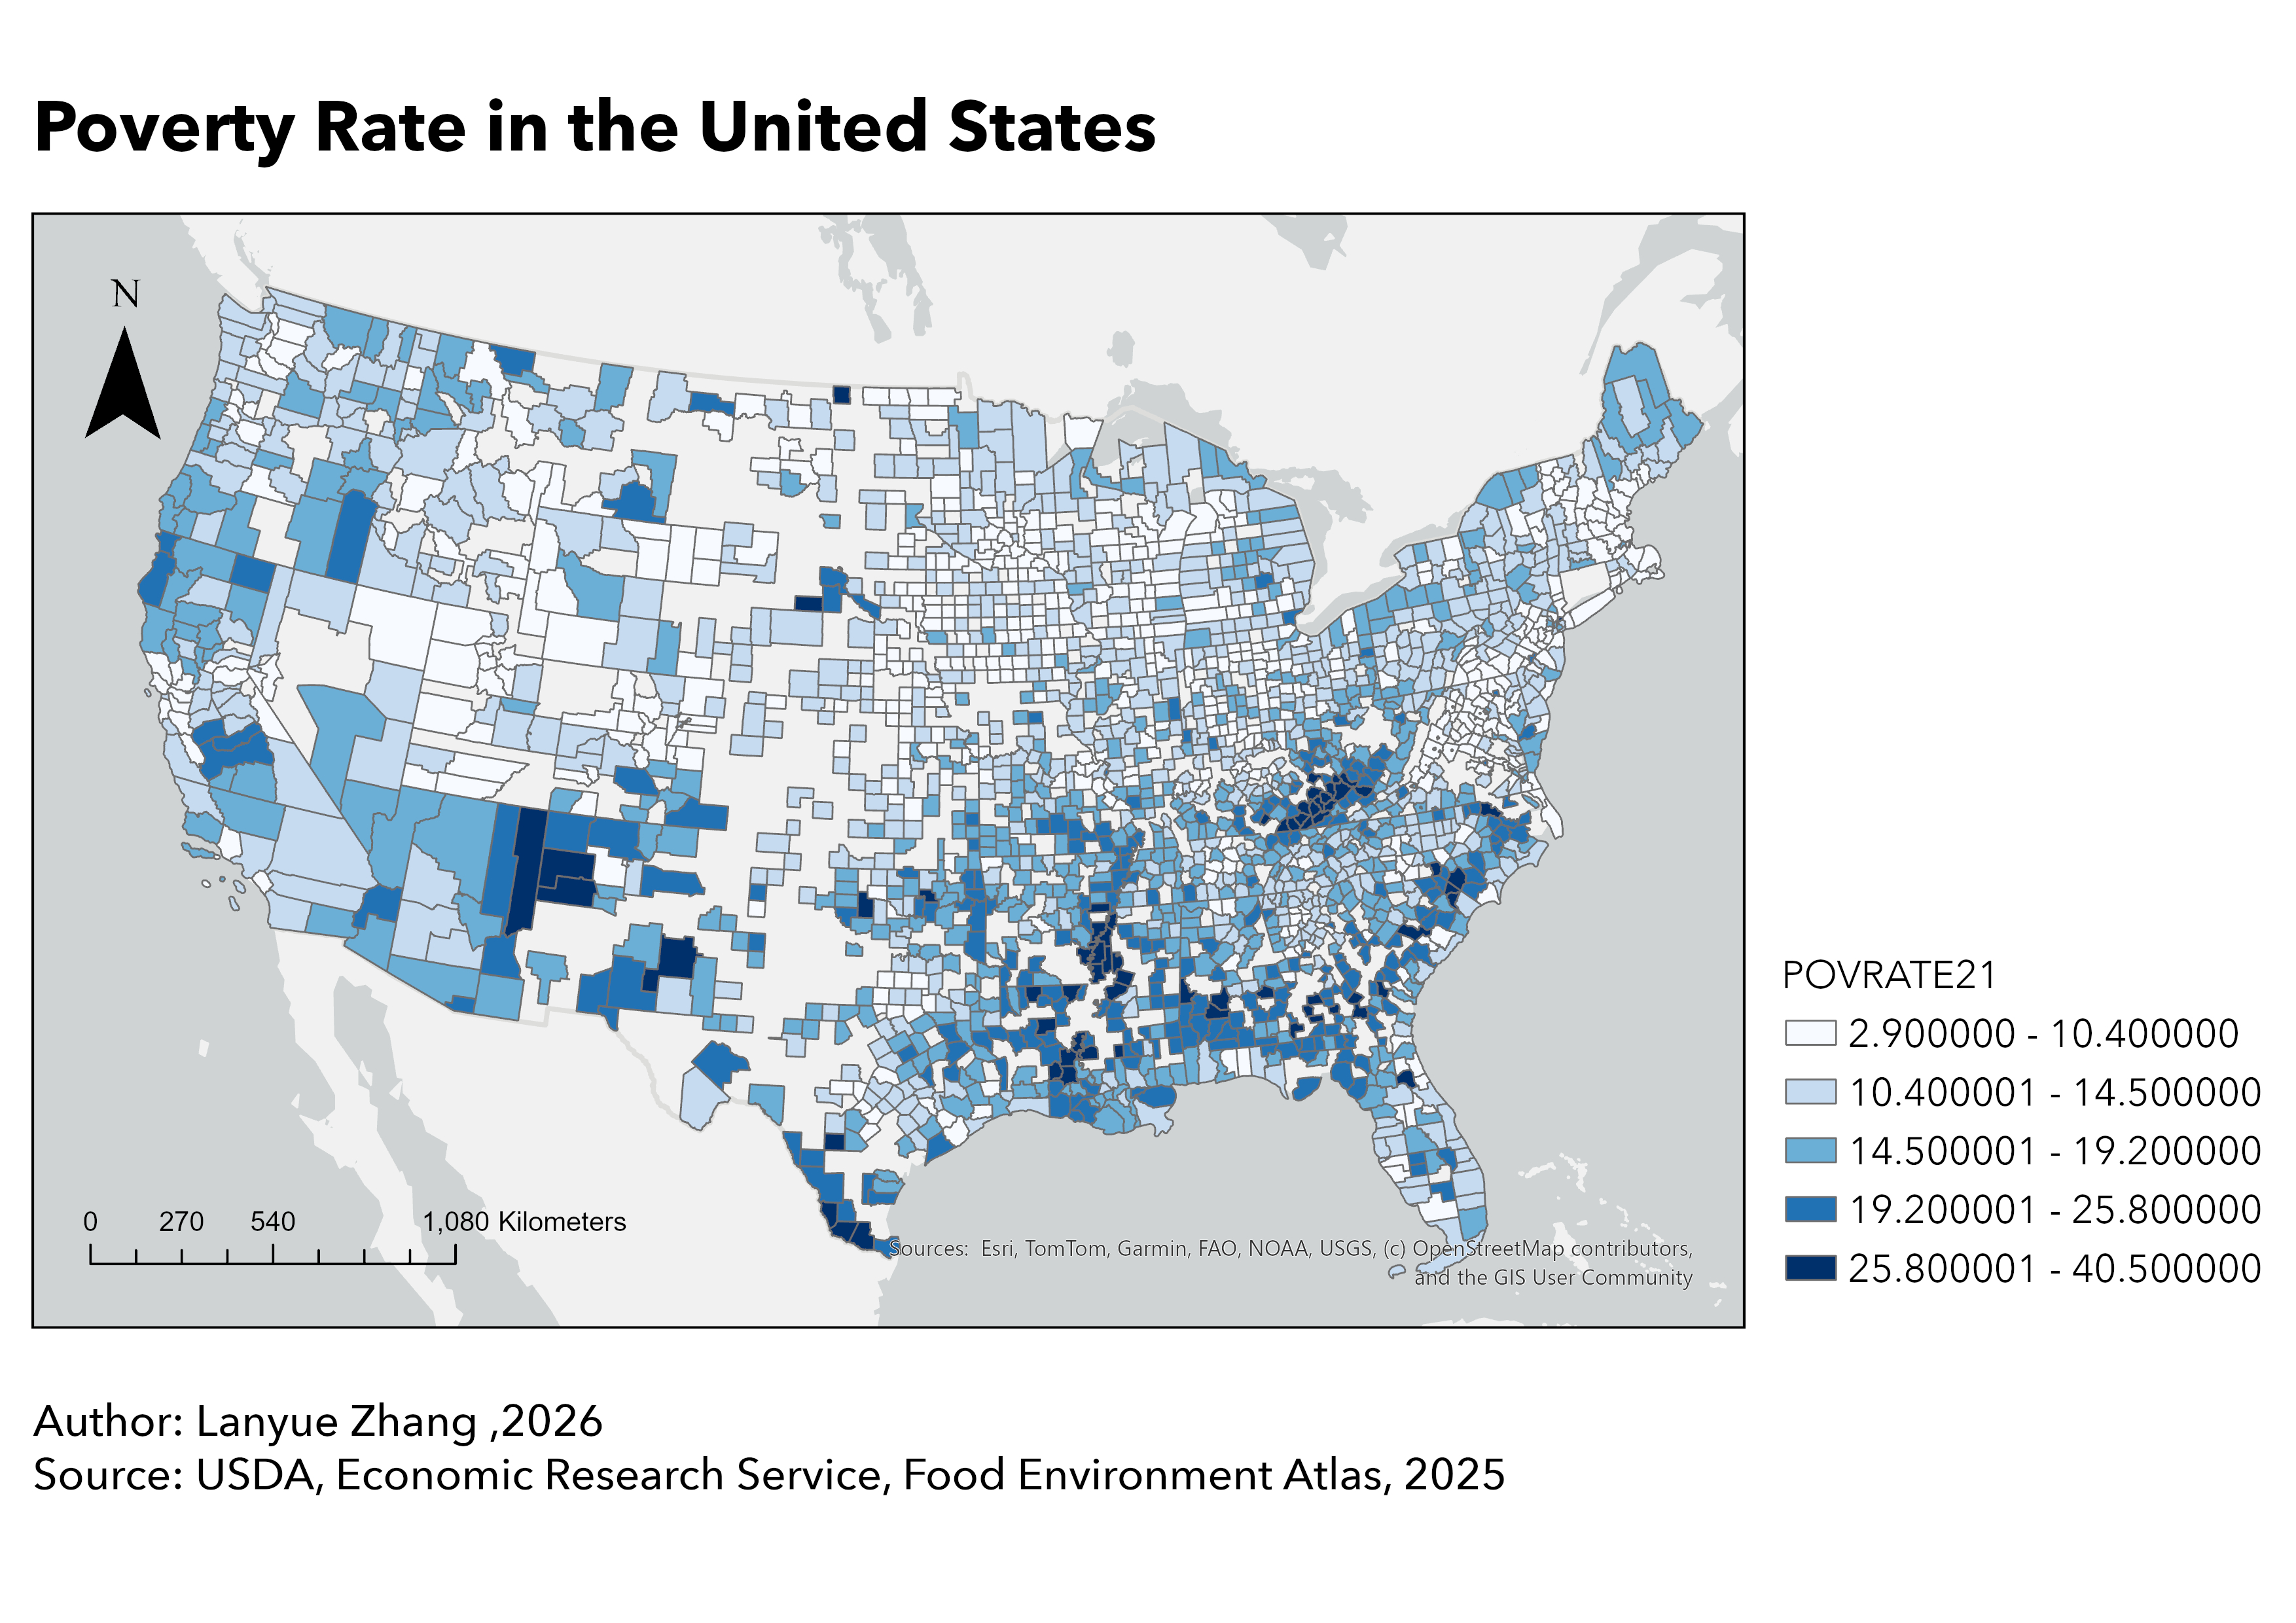 Poverty Rate in the United States
N
0 270 540 1,080 Kilometers
Sources: Esri, TomTom, Garmin, FAO, NOAA, USGS, (c) OpenStreetMap contributors,
and the GIS User Community
POVRATE21
2.900000 - 10.400000
10.400001 - 14.500000
14.500001 - 19.200000
19.200001 - 25.800000
25.800001 - 40.500000
Author: Lanyue Zhang ,2026
Source: USDA, Economic Research Service, Food Environment Atlas, 2025